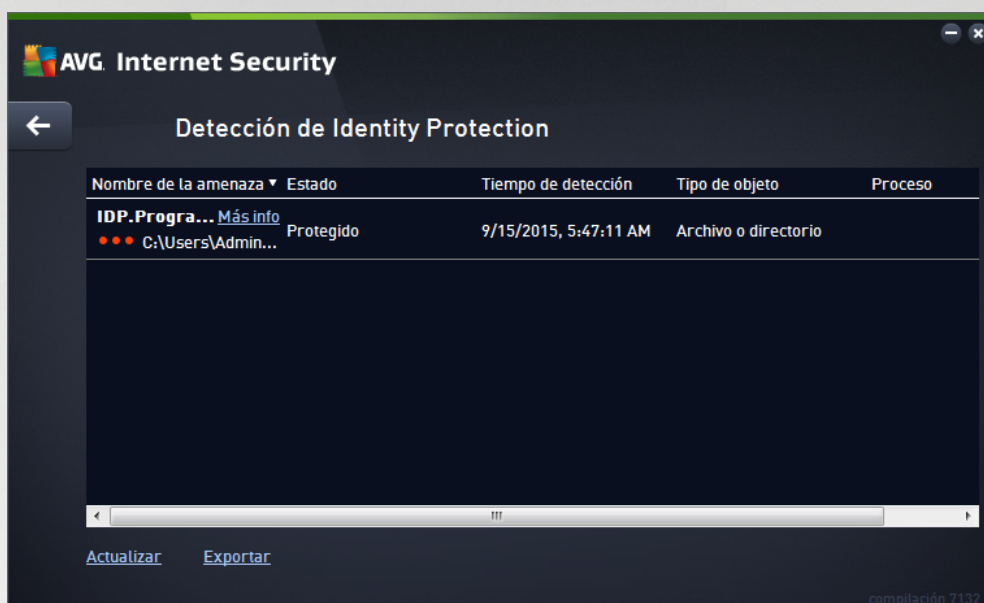 AVG. Internet Security
Detección de Identity Protection
Nombre de la amenaza Estado Tiempo de detección Tipo de objeto Proceso
IDP.Progra... Más info
C:\Users\Admin...
Protegido 9/15/2015, 5:47:11 AM Archivo o directorio
Actualizar Exportar
compilación 7132